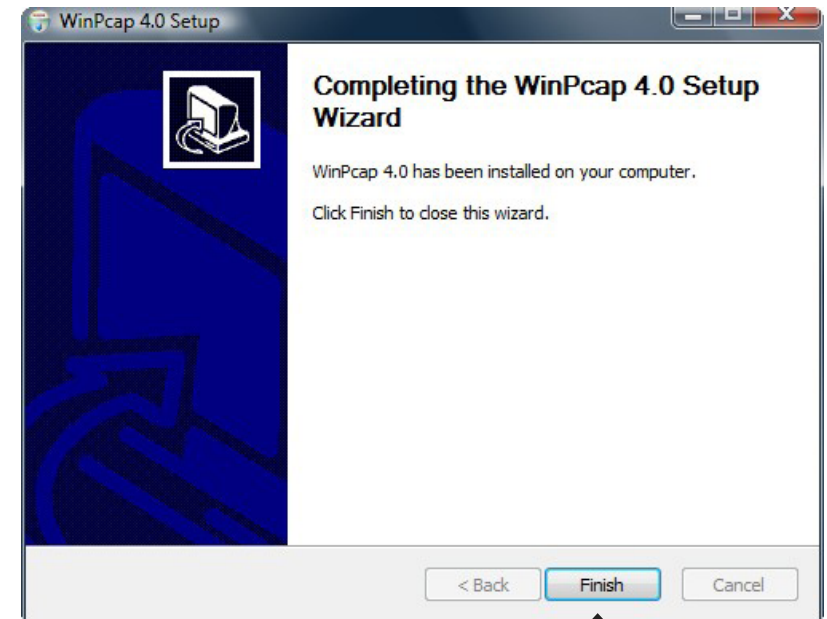 WinPcap 4.0 Setup
Completing the WinPcap 4.0 Setup
Wizard
WinPcap 4.0 has been installed on your computer.
Click Finish to close this wizard.
< Back Finish Cancel